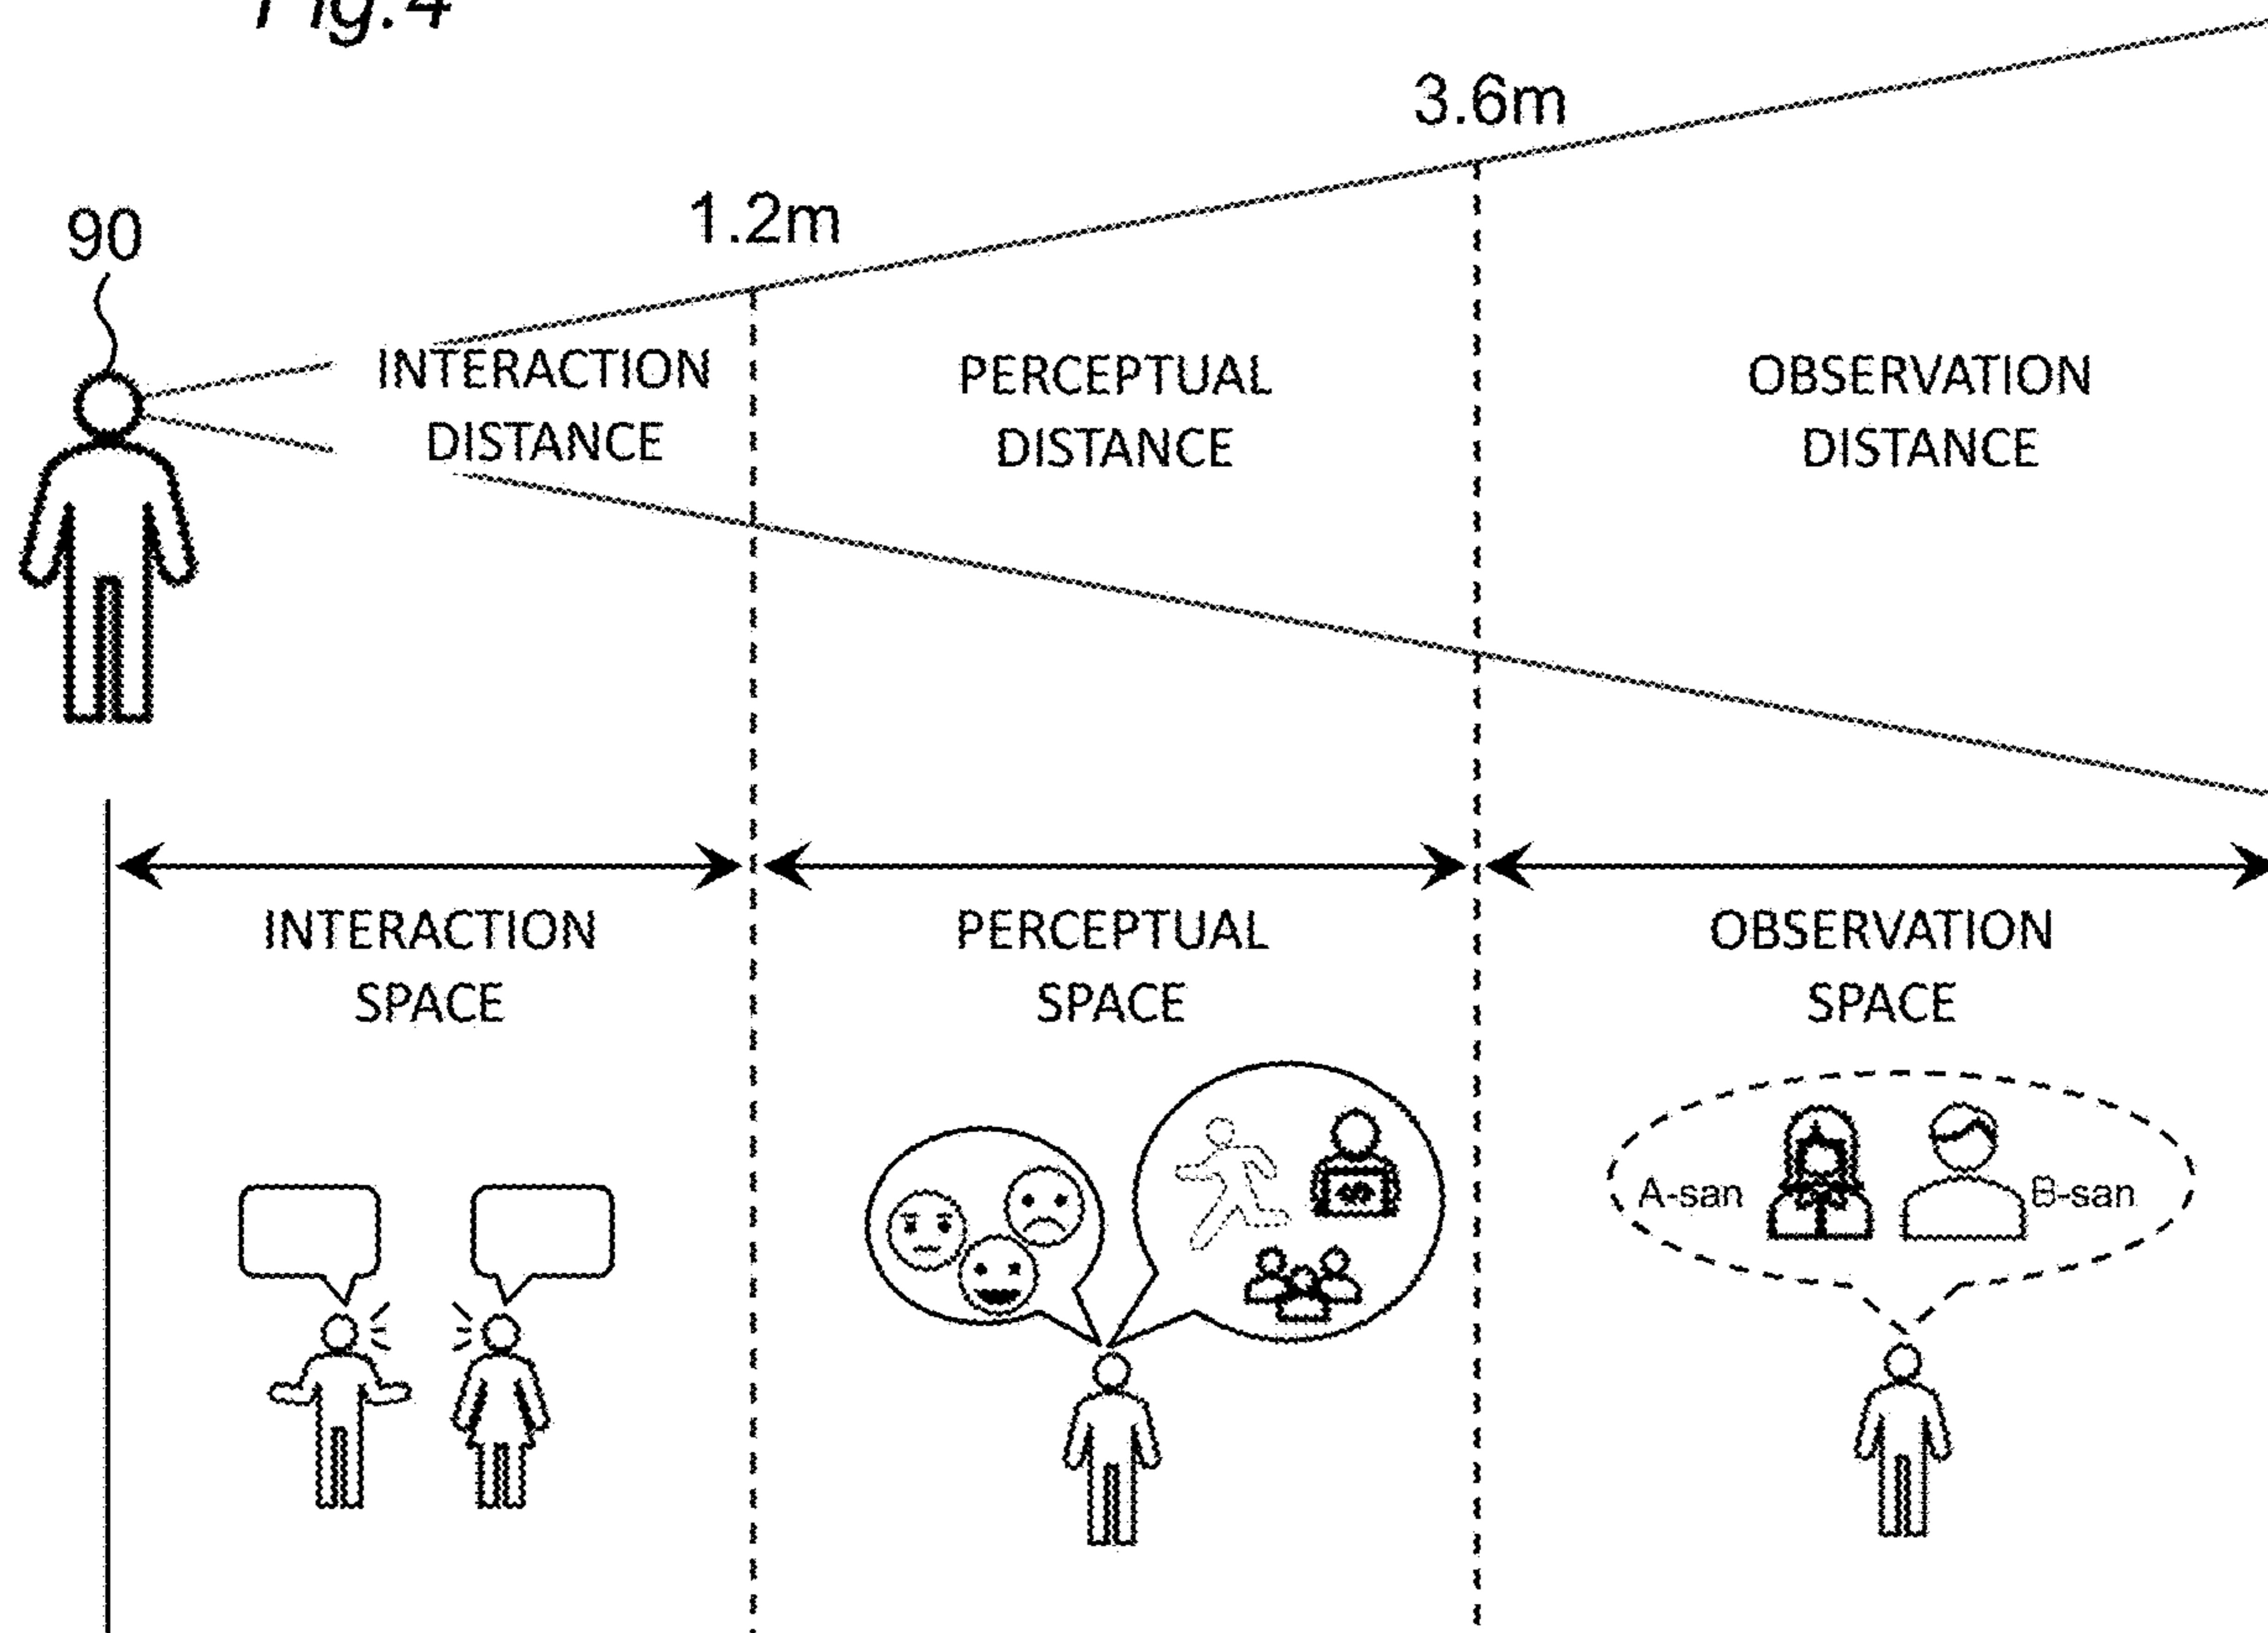 Fig.4
3.6m
1.2m
90
INTERACTION
DISTANCE
PERCEPTUAL
DISTANCE
OBSERVATION
DISTANCE
INTERACTION
SPACE
PERCEPTUAL
SPACE
OBSERVATION
SPACE
A-san
B-san